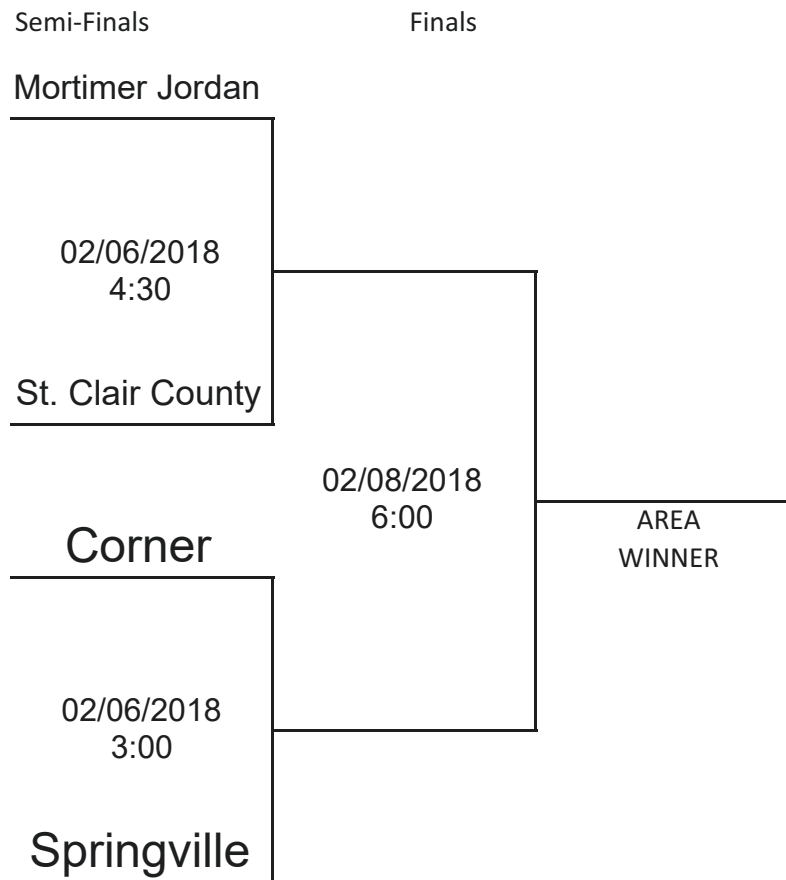 Semi-Finals
Finals
Mortimer Jordan
02/06/2018
4:30
St. Clair County
02/08/2018
6:00
AREA
WINNER
Corner
02/06/2018
3:00
Springville